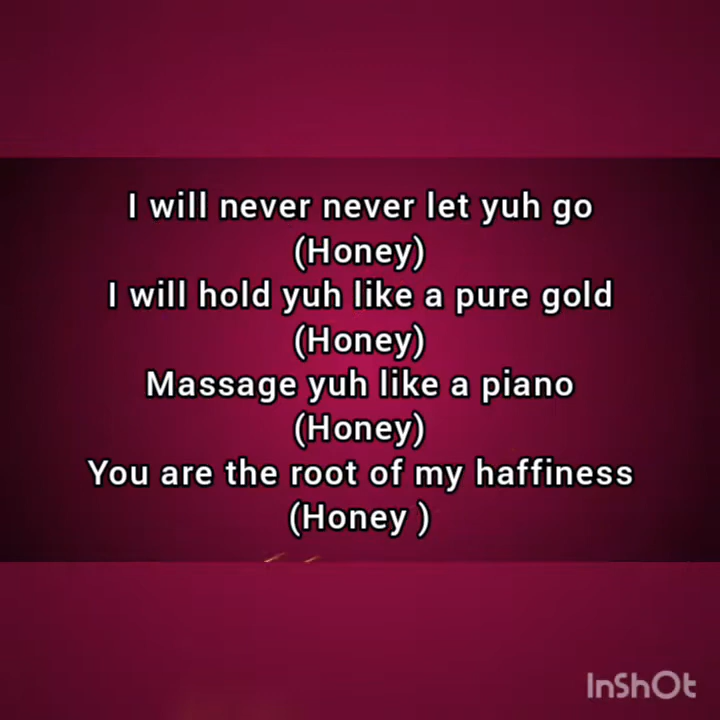 I will never never let yuh go
(Honey)
I will hold yuh like a pure gold
(Honey)
Massage yuh like a piano
(Honey)
You are the root of my haffiness
(Honey )
InShOt